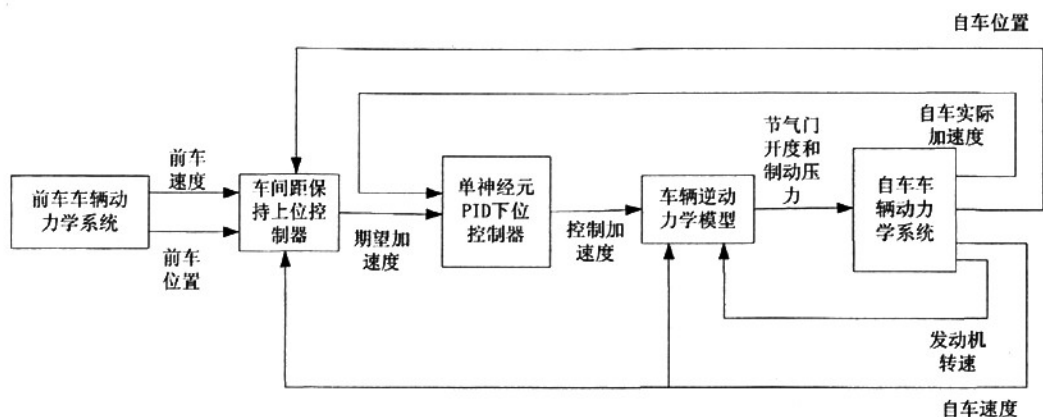 自车位置
前车车辆动
力学系统
前车
速度
前车
位置
车间距保
持上位控
制器
期望加
速度
单神经元
PID下位
控制器
控制加
速度
车辆逆动
力学模型
节气门
开度和
制动压
力
自车车
辆动力
学系统
自车实际
加速度
发动机
转速
自车速度